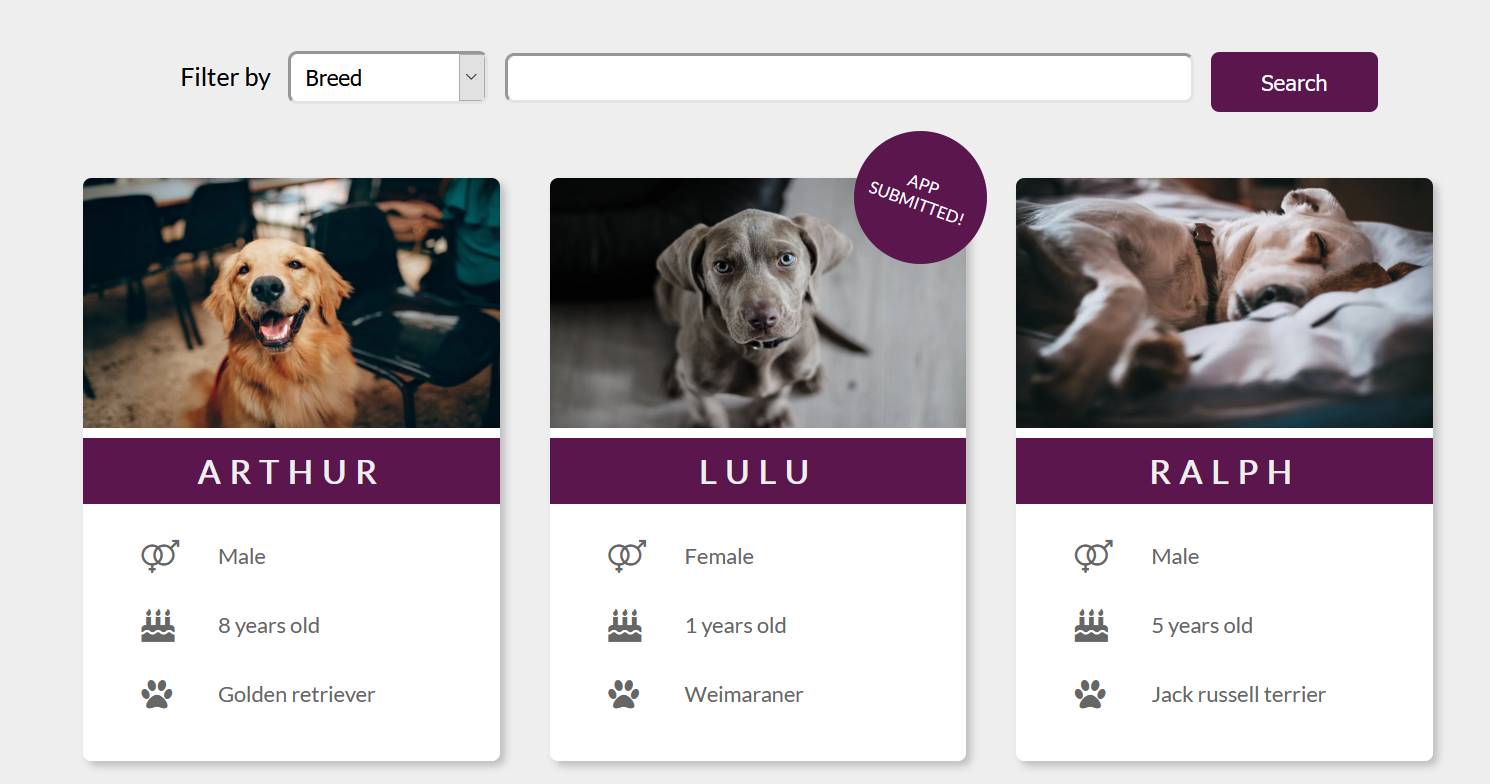 Filter by
Breed
Search
APP
SUBMITTED!
ARTHUR
LULU
RALPH
Male
Female
Male
8 years old
1 years old
5 years old
Golden retriever
Weimaraner
Jack russell terrier